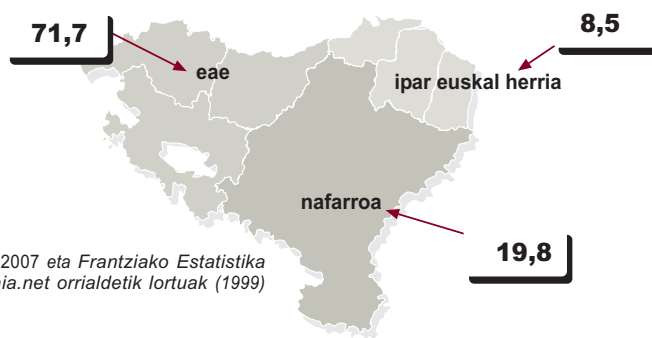 71,7
8,5
eae
ipar euskal herria
nafarroa
19,8
2007 eta Frantziako Estatistika
ia.net orrialdetik lortuak (1999)